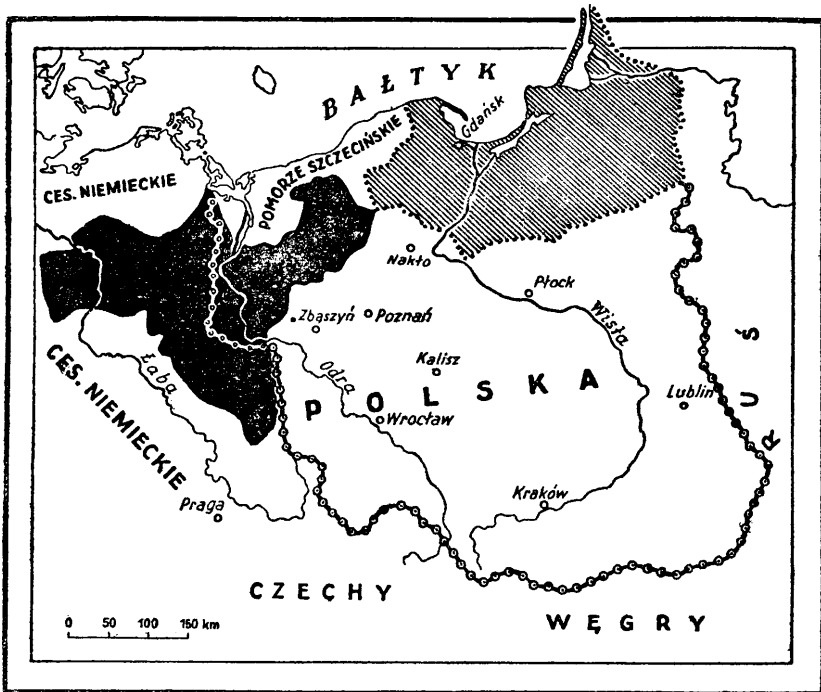 BAŁTYK
Gdańsk
POMORZE SZCZECIŃSKIE
CES. NIEMIECKIE
Nakło
Płock
Wisła
Zbąszyń
Poznań
CES. NIEMIECKIE
Łaba
Odra
Kalisz
POLSKA
Wrocław
Lublin
RUŚ
Praga
Kraków
CZECHY
WĘGRY
0 50 100 150 km